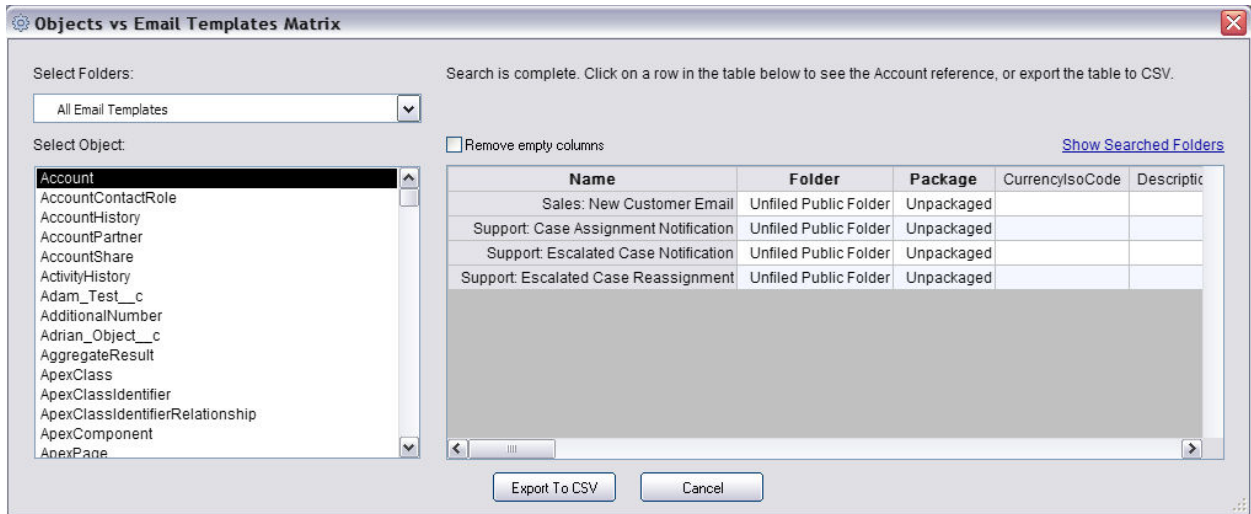 Objects vs Email Templates Matrix
Select Folders:
Search is complete. Click on a row in the table below to see the Account reference, or export the table to CSV.
All Email Templates
Select Object:
Remove empty columns
Show Searched Folders
Account
AccountContactRole
AccountHistory
AccountPartner
AccountShare
ActivityHistory
Adam_Test__c
AdditionalNumber
Adrian_Object__c
AggregateResult
ApexClass
ApexClassIdentifier
ApexClassIdentifierRelationship
ApexComponent
ApexPage
Name Folder Package CurrencyIsoCode Descriptic
Sales: New Customer Email Unfiled Public Folder Unpackaged
Support: Case Assignment Notification Unfiled Public Folder Unpackaged
Support: Escalated Case Notification Unfiled Public Folder Unpackaged
Support: Escalated Case Reassignment Unfiled Public Folder Unpackaged
Export To CSV
Cancel